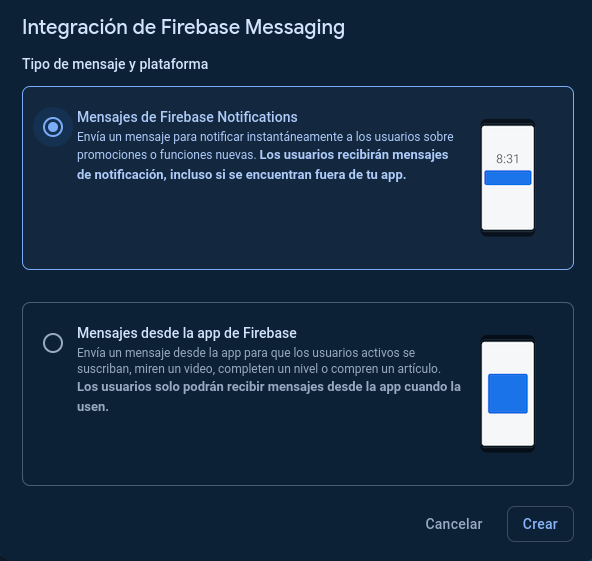 Integración de Firebase Messaging
Tipo de mensaje y plataforma
Mensajes de Firebase Notifications
Envía un mensaje para notificar instantáneamente a los usuarios sobre
promociones o funciones nuevas. Los usuarios recibirán mensajes
de notificación, incluso si se encuentran fuera de tu app.
8:31
Mensajes desde la app de Firebase
Envía un mensaje desde la app para que los usuarios activos se
suscriban, miren un video, completen un nivel o compren un artículo.
Los usuarios solo podrán recibir mensajes desde la app cuando la
usen.
Cancelar
Crear